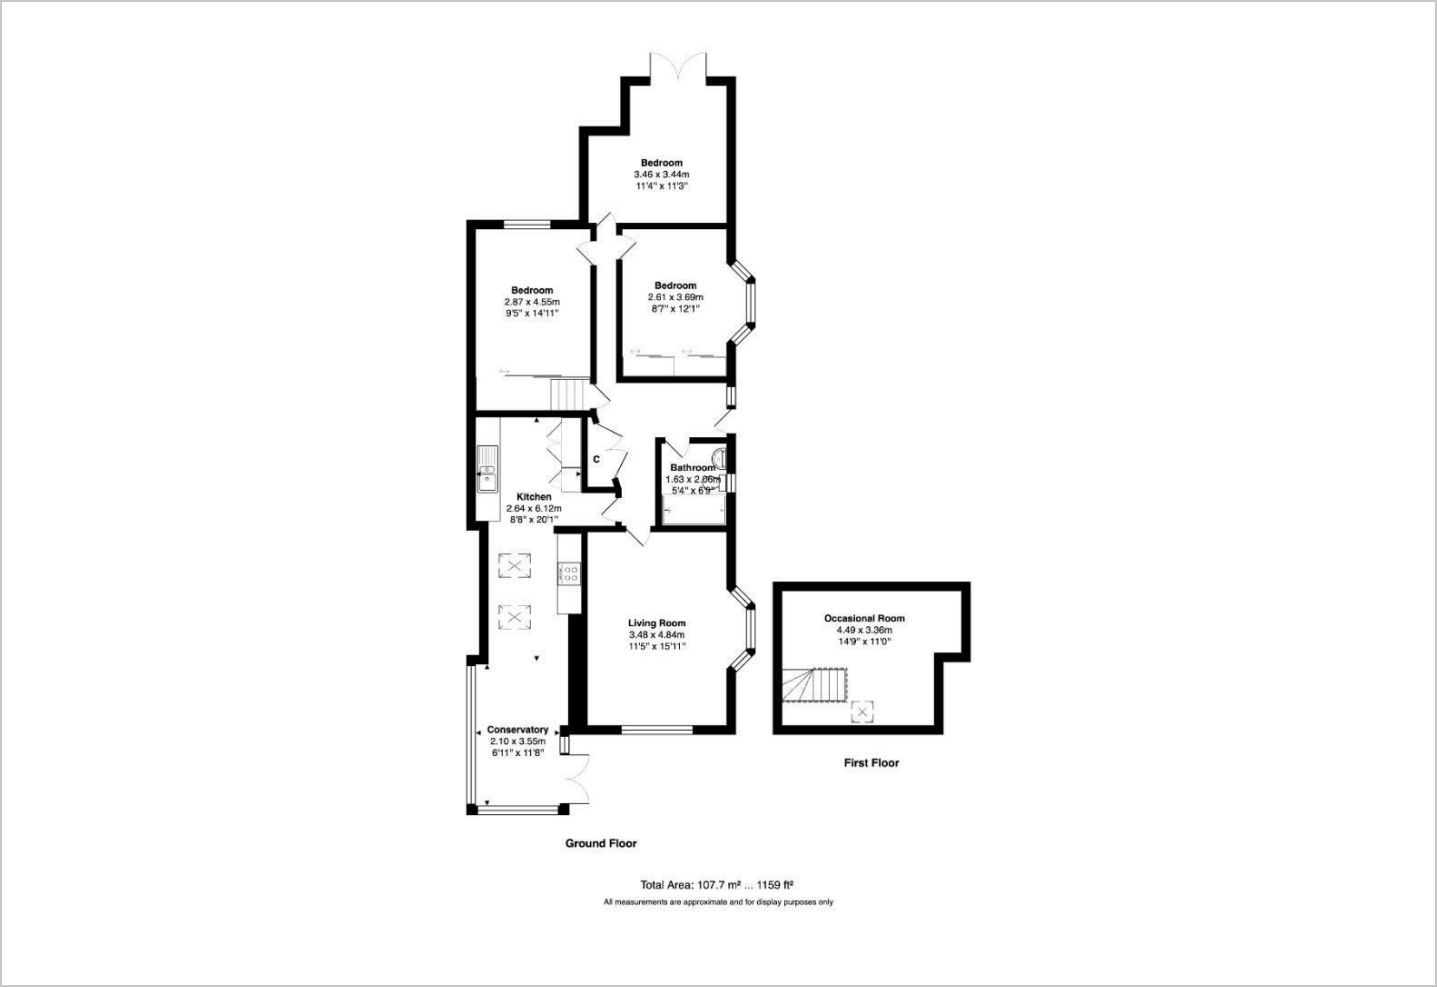 Bedroom
3.46 x 3.44m
11'4" x 11'3"
Bedroom
2.87 x 4.55m
9'5" x 14'11"
Bedroom
2.61 x 3.69m
8'7" x 12'1"
C
Bathroom
1.63 x 2.06m
5'4" x 6'9"
Kitchen
2.64 x 6.12m
8'8" x 20'1"
Living Room
3.48 x 4.84m
11'5" x 15'11"
Occasional Room
4.49 x 3.36m
14'9" x 11'0"
Conservatory
2.10 x 3.55m
6'11" x 11'8"
First Floor
Ground Floor
Total Area: 107.7 m² ... 1159 ft²
All measurements are approximate and for display purposes only